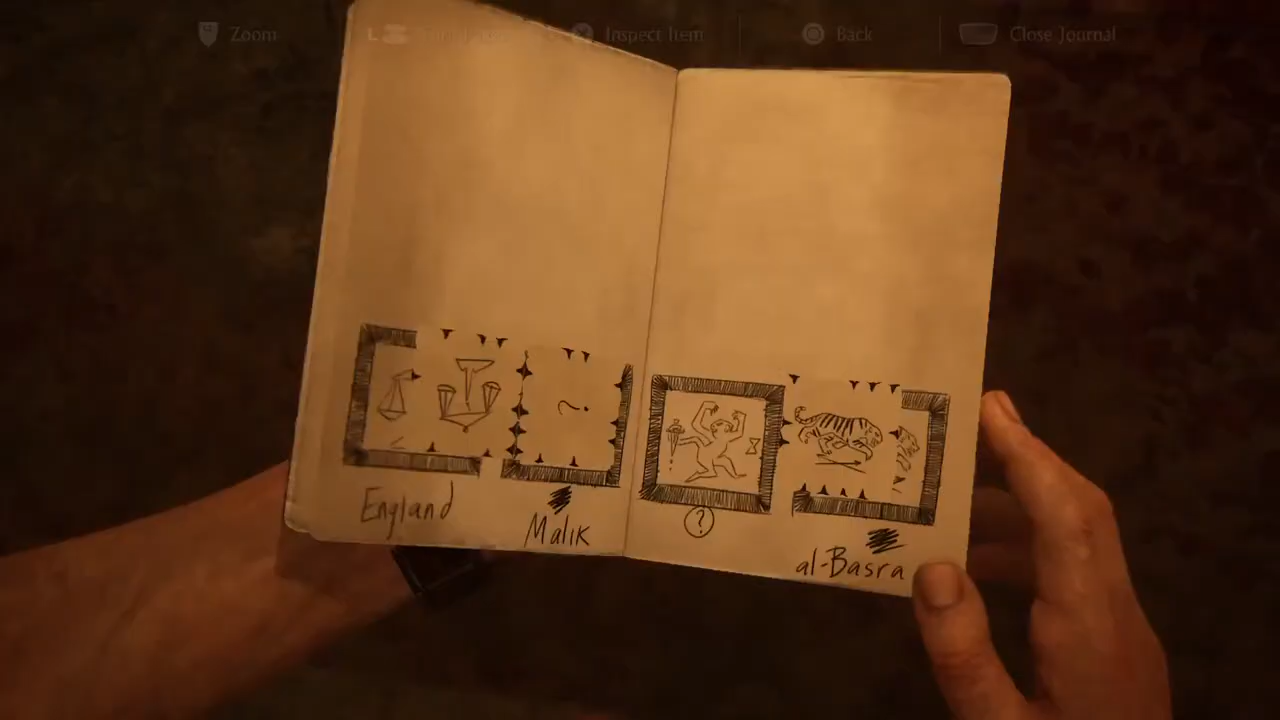 Zoom
Inspect Item
Back
Close Journal
?
England
Malik
?
al-Basra